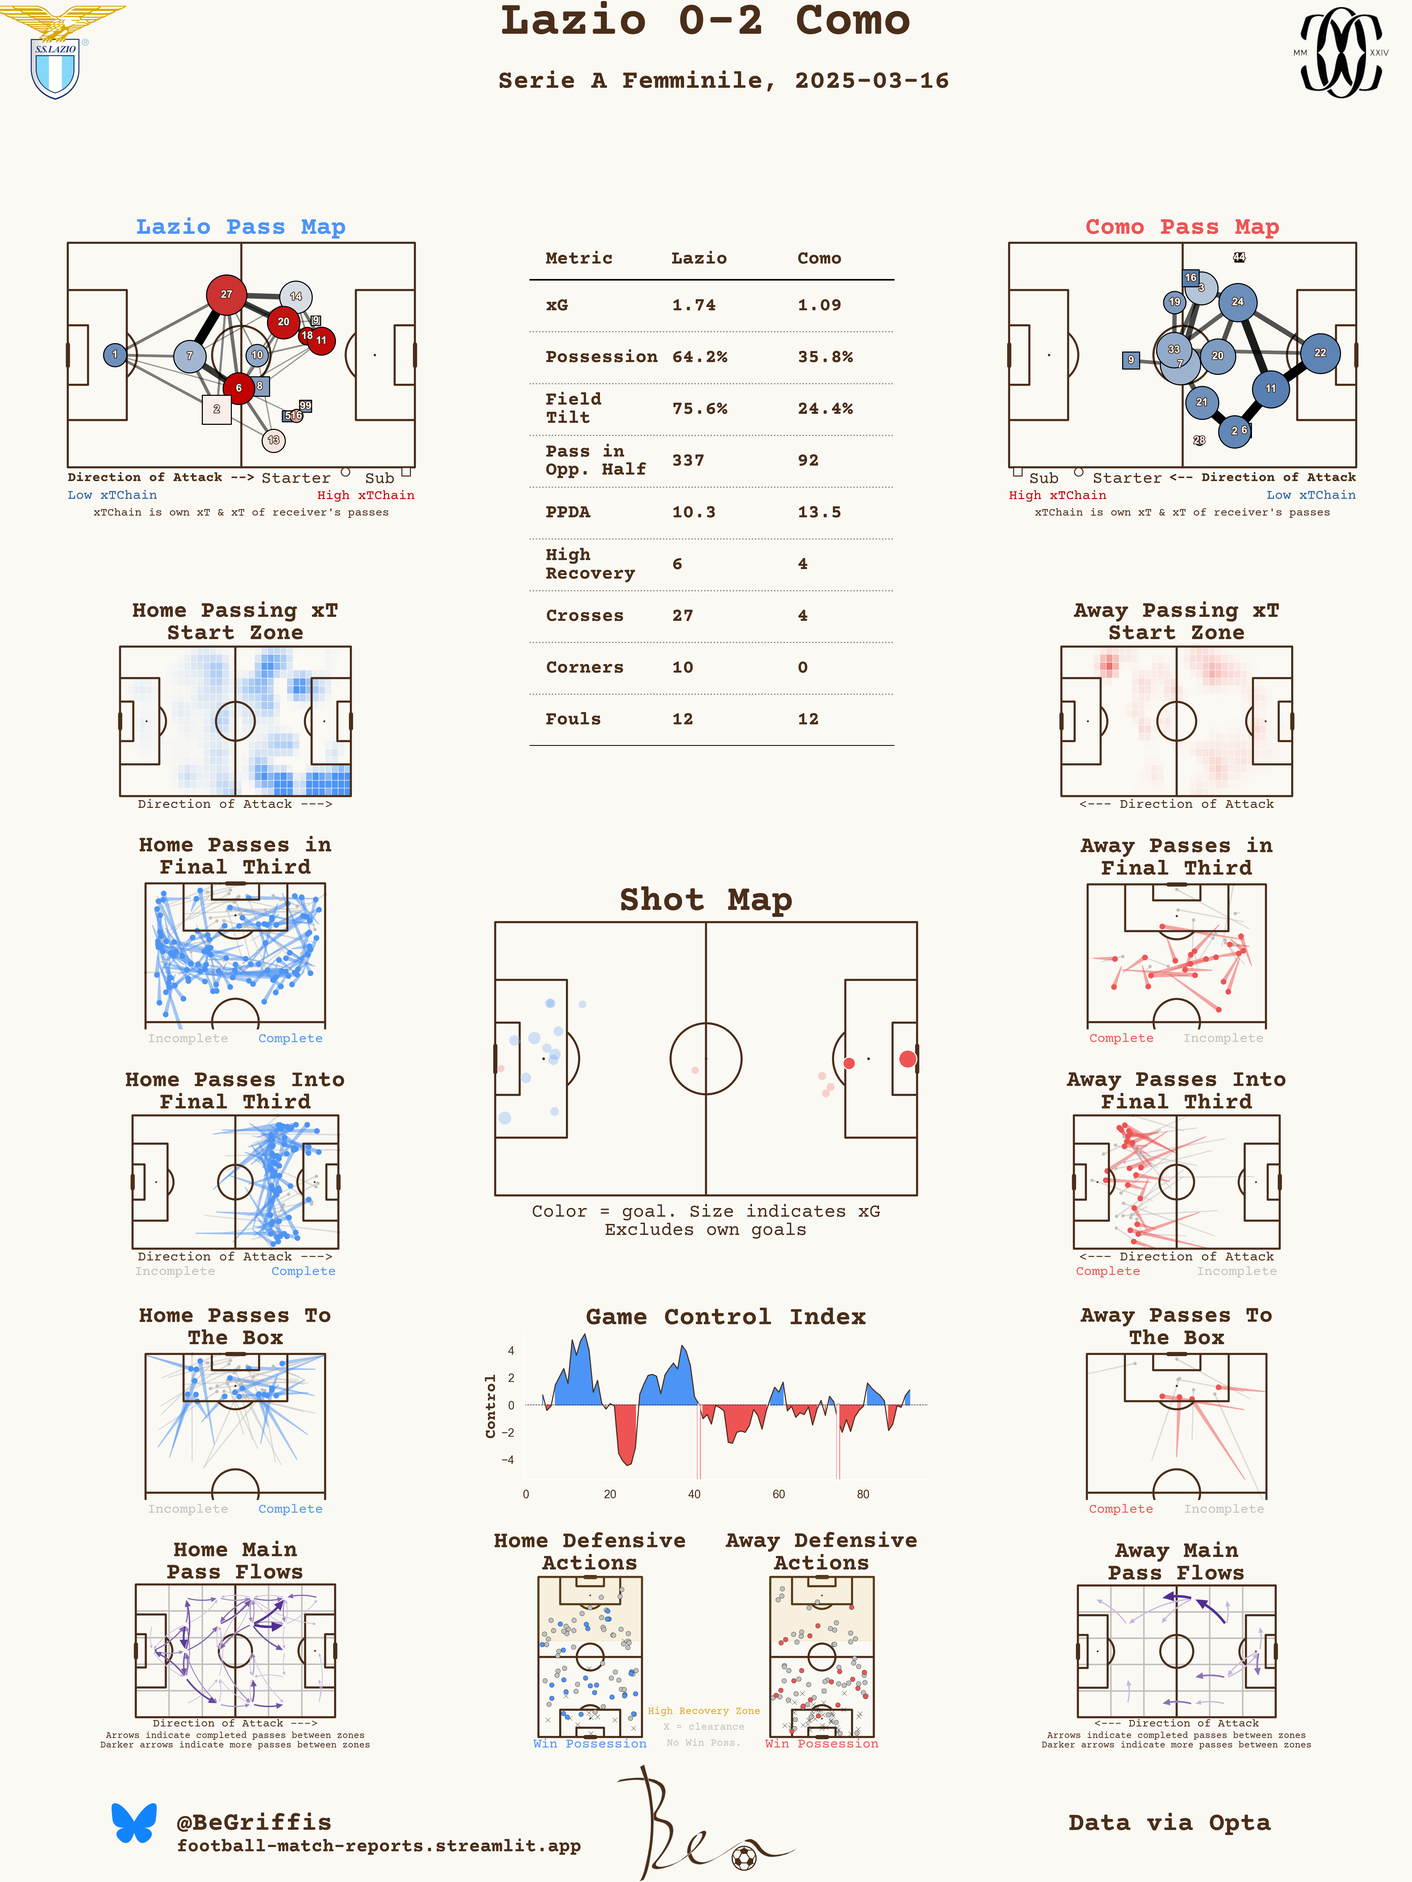 Lazio 0-2 Como
Serie A Femminile, 2025-03-16
S.S.LAZIO
®
MM
XXIV
Lazio Pass Map
27
14
20
9
18
11
1
7
10
6
8
2
99
5
16
13
Direction of Attack --> Starter Sub
Low xTChain High xTChain
xTChain is own xT & xT of receiver's passes
Metric Lazio Como
xG 1.74 1.09
Possession 64.2% 35.8%
Field
Tilt 75.6% 24.4%
Pass in
Opp. Half 337 92
PPDA 10.3 13.5
High
Recovery 6 4
Crosses 27 4
Corners 10 0
Fouls 12 12
Como Pass Map
44
16
3
19
24
33
7
20
22
9
11
21
2
6
28
Sub Starter <-- Direction of Attack
High xTChain Low xTChain
xTChain is own xT & xT of receiver's passes
Home Passing xT
Start Zone
Direction of Attack --->
Away Passing xT
Start Zone
<--- Direction of Attack
Home Passes in
Final Third
Incomplete Complete
Away Passes in
Final Third
Complete Incomplete
Shot Map
Color = goal. Size indicates xG
Excludes own goals
Home Passes Into
Final Third
Direction of Attack --->
Incomplete Complete
Away Passes Into
Final Third
<--- Direction of Attack
Complete Incomplete
Home Passes To
The Box
Incomplete Complete
Game Control Index
Control
4
2
0
−2
−4
0 20 40 60 80
Away Passes To
The Box
Complete Incomplete
Home Main
Pass Flows
Direction of Attack --->
Arrows indicate completed passes between zones
Darker arrows indicate more passes between zones
Home Defensive
Actions
Win Possession
High Recovery Zone
X = clearance
No Win Poss.
Away Defensive
Actions
Win Possession
Away Main
Pass Flows
<--- Direction of Attack
Arrows indicate completed passes between zones
Darker arrows indicate more passes between zones
@BeGriffis
football-match-reports.streamlit.app
Ben
Data via Opta